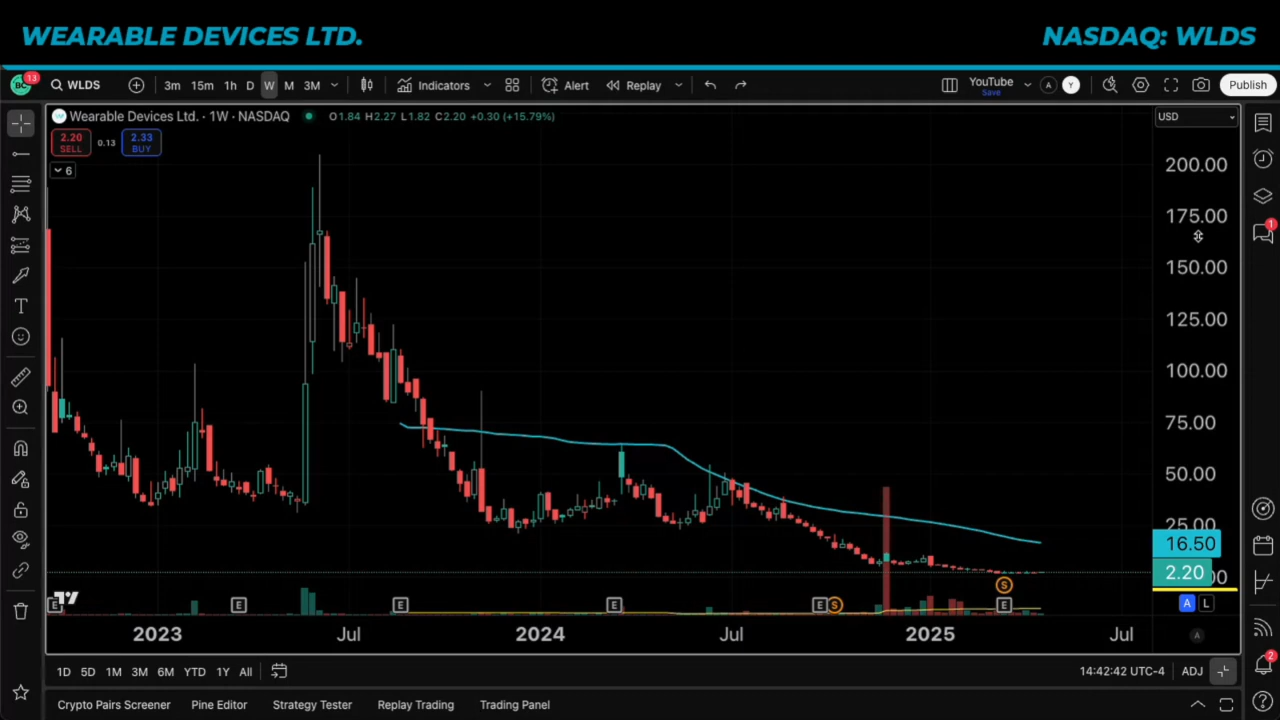 WEARABLE DEVICES LTD. NASDAQ: WLDS
BC 13 WLDS 3m 15m 1h D W M 3M Indicators Alert Replay YouTube Save A Y Publish
Wearable Devices Ltd. · 1W · NASDAQ O1.84 H2.27 L1.82 C2.20 +0.30 (+15.79%) USD
2.20 SELL 0.13 2.33 BUY
6
200.00
175.00
1
150.00
125.00
100.00
75.00
50.00
25.00
16.50
2.20
E E E E E S S E A L
2023 Jul 2024 Jul 2025 Jul A
1D 5D 1M 3M 6M YTD 1Y All 14:42:42 UTC-4 ADJ
2
Crypto Pairs Screener Pine Editor Strategy Tester Replay Trading Trading Panel